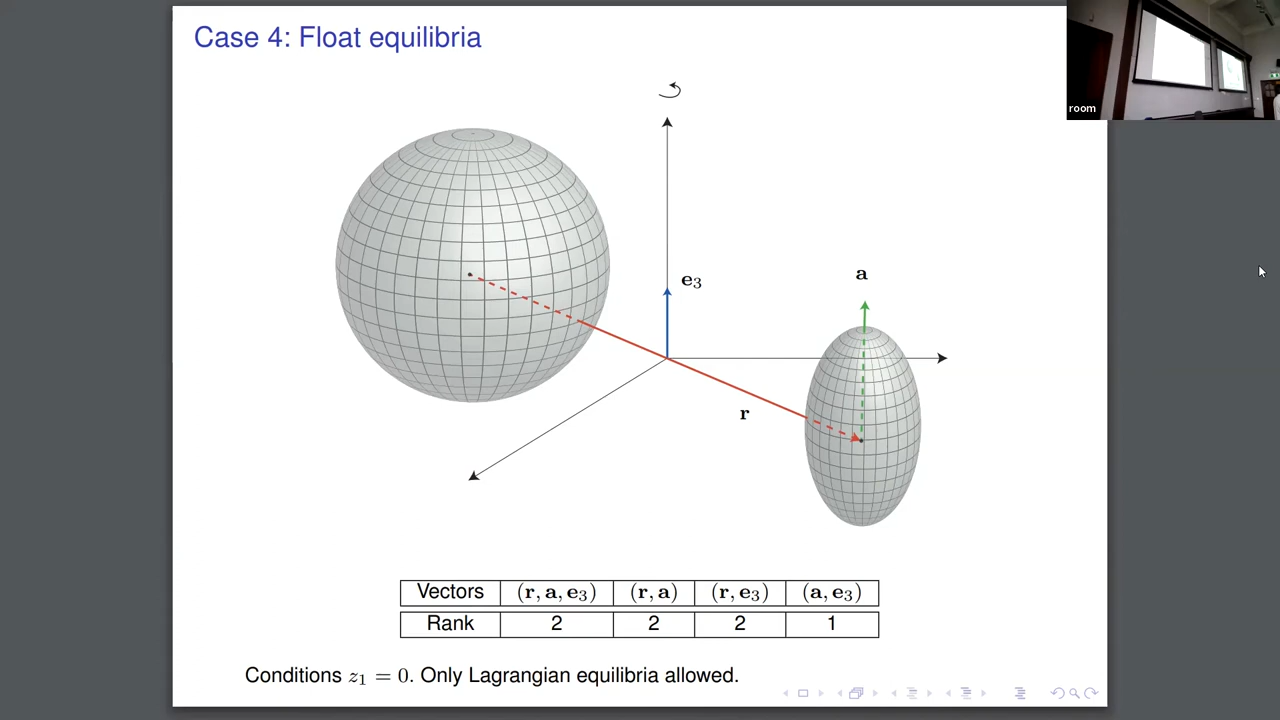 Case 4: Float equilibria
room
e₃
a
r
Vectors (r, a, e₃) (r, a) (r, e₃) (a, e₃)
Rank 2 2 2 1
Conditions z₁ = 0. Only Lagrangian equilibria allowed.